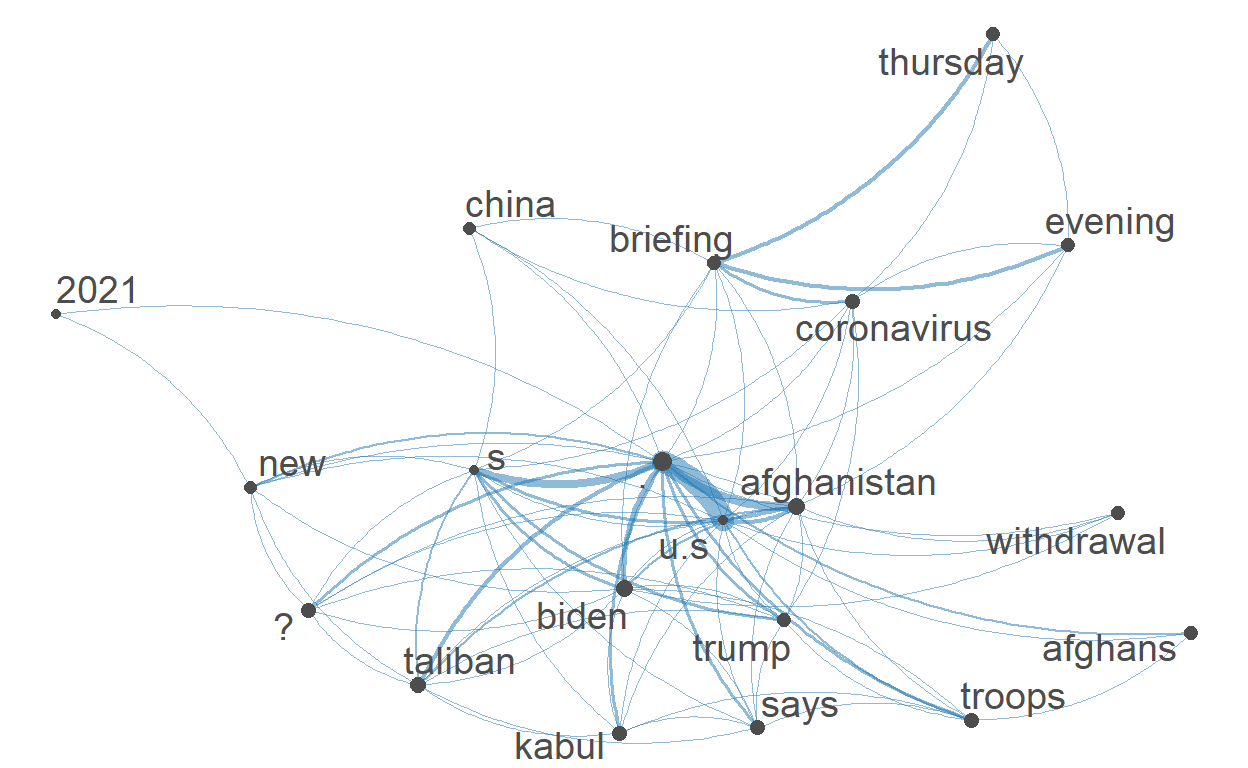 thursday
china
evening
briefing
2021
coronavirus
new
s
.
afghanistan
withdrawal
u.s
biden
?
trump
afghans
taliban
troops
says
kabul